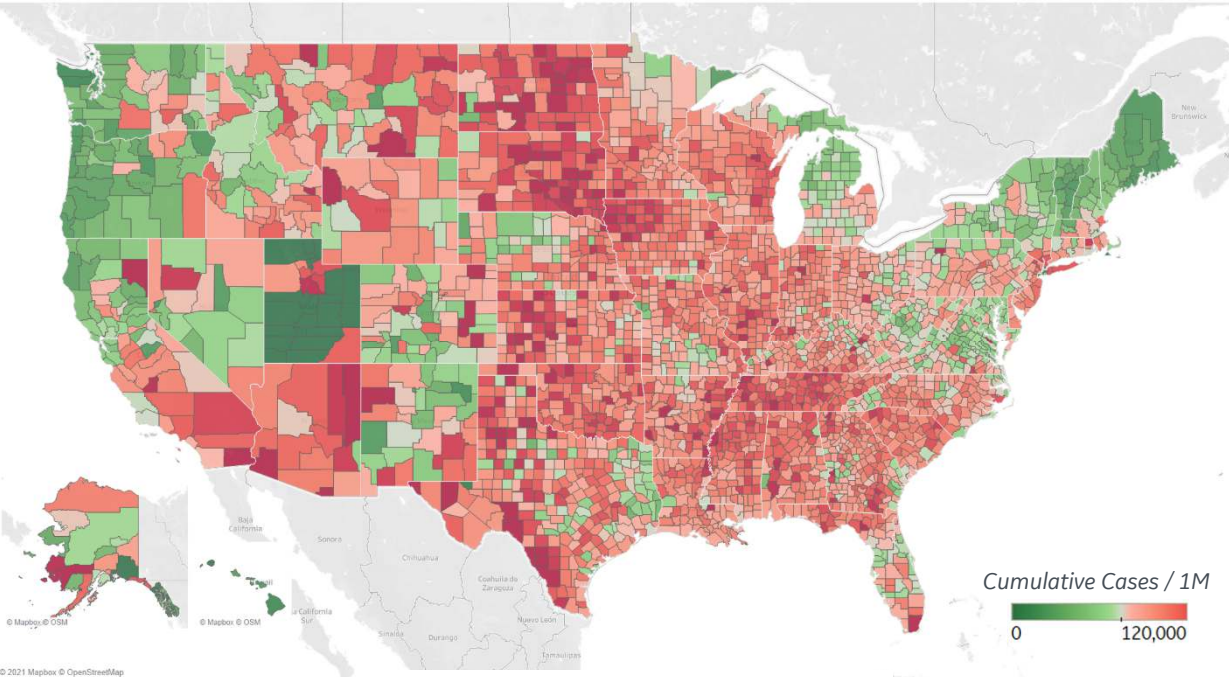 New
Brunswick
Baja
California
Sonora
Chihuahua
Coahuila de
Zaragoza
Nuevo León
Sinaloa
Durango
Tamaulipas
a California
Sur
Cumulative Cases / 1M
0
120,000
© Mapbox © OSM
© Mapbox © OSM
© 2021 Mapbox © OpenStreetMap